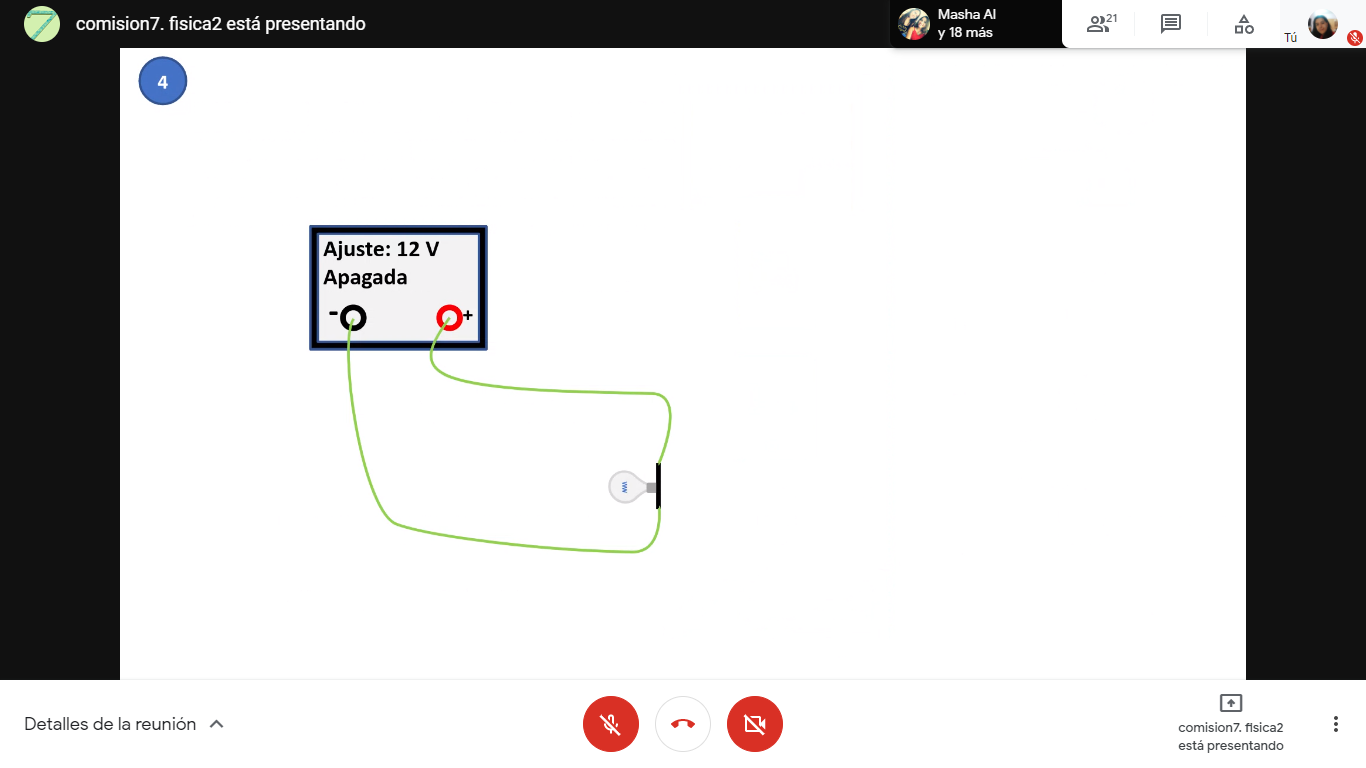 comision7. fisica2 está presentando
Masha Al
y 18 más
21
Tú
4
Ajuste: 12 V
Apagada
- +
Detalles de la reunión
comision7. fisica2
está presentando